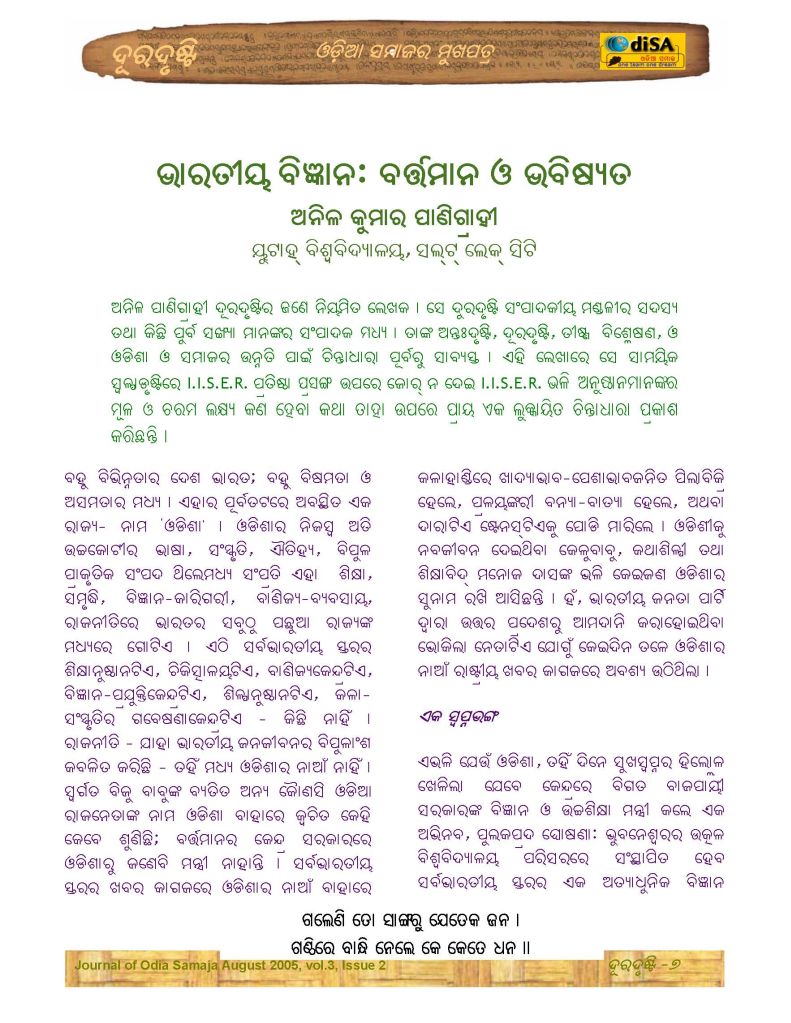 ଦୂରଦୃଷ୍ଟି
ଓଡ଼ିଆ ସମାଜର ମୁଖପତ୍ର
diSA
ଓଡ଼ିଆ ସମାଜ
one team one dream
ଭାରତୀୟ ବିଜ୍ଞାନ: ବର୍ତ୍ତମାନ ଓ ଭବିଷ୍ୟତ
ଅନିଳ କୁମାର ପାଣିଗ୍ରାହୀ
ୟୁଟାହ୍ ବିଶ୍ୱବିଦ୍ୟାଳୟ, ସଲ୍‌ଟ୍ ଲେକ୍ ସିଟି
ଅନିଳ ପାଣିଗ୍ରାହୀ ଦୂରଦୃଷ୍ଟିର ଜଣେ ନିୟମିତ ଲେଖକ । ସେ ଦୁରଦୃଷ୍ଟି ସଂପାଦକୀୟ ମଣ୍ଡଳୀର ସଦସ୍ୟ
ତଥା କିଛି ପୁର୍ବ ସଖ୍ୟା ମାନଙ୍କର ସଂପାଦକ ମଧ୍ୟ । ତାଙ୍କ ଅନ୍ତଃଦୃଷ୍ଟି, ଦୂରଦୃଷ୍ଟି, ତୀକ୍ଷ୍ଣ ବିଶ୍ଳେଷଣ, ଓ
ଓଡିଶା ଓ ସମାଜର ଉନ୍ନତି ପାଇଁ ଚିନ୍ତାଧାରା ପୂର୍ବରୁ ସାବ୍ୟସ୍ତ । ଏହି ଲେଖାରେ ସେ ସାମୟିକ
ସ୍ୱଳ୍ପଦୃଷ୍ଟିରେ I.I.S.E.R. ପ୍ରତିଷ୍ଠା ପ୍ରସଙ୍ଗ ଉପରେ ଜୋର୍ ନ ଦେଇ I.I.S.E.R. ଭଳି ଅନୁଷ୍ଠାନମାନଙ୍କର
ମୂଳ ଓ ଚରମ ଲକ୍ଷ୍ୟ କଣ ହେବା କଥା ତାହା ଉପରେ ପ୍ରାୟ ଏକ ଲୁକ୍କାୟିତ ଚିନ୍ତାଧାରା ପ୍ରକାଶ
କରିଛନ୍ତି ।
ବହୁ ବିଭିନ୍ନତାର ଦେଶ ଭାରତ; ବହୁ ବିଷମତା ଓ
ଅସମତାର ମଧ୍ୟ । ଏହାର ପୂର୍ବତଟରେ ଅବସ୍ଥିତ ଏକ
ରାଜ୍ୟ- ନାମ 'ଓଡିଶା' । ଓଡିଶାର ନିଜସ୍ୱ ଅତି
ଉଚ୍ଚକୋଟୀର ଭାଷା, ସଂସ୍କୃତି, ଐତିହ୍ୟ, ବିପୁଳ
ପ୍ରାକୃତିକ ସଂପଦ ଥିଲେମଧ୍ୟ ସଂପ୍ରତି ଏହା ଶିକ୍ଷା,
ସମୃଦ୍ଧି, ବିଜ୍ଞାନ-କାରିଗରୀ, ବାଣିଜ୍ୟ-ବ୍ୟବସାୟ,
ରାଜନୀତିରେ ଭାରତର ସବୁଠୁ ପଛୁଆ ରାଜ୍ୟଙ୍କ
ମଧ୍ୟରେ ଗୋଟିଏ । ଏଠି ସର୍ବଭାରତୀୟ ସ୍ତରର
ଶିକ୍ଷାନୁଷ୍ଠାନଟିଏ, ଚିକିତ୍ସାଳୟଟିଏ, ବାଣିଜ୍ୟକେନ୍ଦ୍ରଟିଏ,
ବିଜ୍ଞାନ-ପ୍ରଯୁକ୍ତିକେନ୍ଦ୍ରଟିଏ, ଶିଳ୍ପାନୁଷ୍ଠାନଟିଏ, କଳା-
ସଂସ୍କୃତିର ଗବେଷଣାକେନ୍ଦ୍ରଟିଏ - କିଛି ନାହିଁ ।
ରାଜନୀତି - ଯାହା ଭାରତୀୟ ଜନଜୀବନର ବିପୁଳାଂଶ
କବଳିତ କରିଛି - ତହିଁ ମଧ୍ୟ ଓଡିଶାର ନାଆଁ ନାହିଁ ।
ସ୍ୱର୍ଗତ ବିଜୁ ବାବୁଙ୍କ ବ୍ୟତିତ ଅନ୍ୟ କୌଣସି ଓଡିଆ
ରାଜନେତାଙ୍କ ନାମ ଓଡିଶା ବାହାରେ କ୍ୱଚିତ କେହି
କେବେ ଶୁଣିଛି; ବର୍ତ୍ତମାନର କେନ୍ଦ୍ର ସରକାରରେ
ଓଡିଶାରୁ ଜଣେବି ମନ୍ତ୍ରୀ ନାହାନ୍ତି । ସର୍ବଭାରତୀୟ
ସ୍ତରର ଖବର କାଗଜରେ ଓଡିଶାର ନାଆଁ ବାହାରେ
କଳାହାଣ୍ଡିରେ ଖାଦ୍ୟାଭାବ-ପେଶାଭାବଜନିତ ପିଲାବିକ୍ରି
ହେଲେ, ପ୍ରଳୟଙ୍କରୀ ବନ୍ୟା-ବାତ୍ୟା ହେଲେ, ଅଥବା
ଦାରାଟିଏ ଷ୍ଟେନସ୍‌ଟିଏକୁ ପୋଡି ମାରିଲେ । ଓଡିଶୀକୁ
ନବଜୀବନ ଦେଇଥିବା କେଳୁବାବୁ, କଥାଶିଳ୍ପୀ ତଥା
ଶିକ୍ଷାବିଦ୍ ମନୋଜ ଦାସଙ୍କ ଭଳି କେଇଜଣ ଓଡିଶାର
ସୁନାମ ରଖି ଆସିଛନ୍ତି । ହଁ, ଭାରତୀୟ ଜନତା ପାର୍ଟି
ଦ୍ୱାରା ଉତ୍ତର ପ୍ରଦେଶରୁ ଆମଦାନି କରାହୋଇଥିବା
ଭୋକିଲା ନେତାଟିଏ ଯୋଗୁଁ କେଇଦିନ ତଳେ ଓଡିଶାର
ନାଆଁ ରାଷ୍ଟ୍ରୀୟ ଖବର କାଗଜରେ ଅବଶ୍ୟ ଉଠିଥିଲା ।
ଏକ ସ୍ୱପ୍ନଭଙ୍ଗ
ଏଭଳି ଯେଉଁ ଓଡିଶା, ତହିଁ ଦିନେ ସୁଖସ୍ୱପ୍ନର ହିଲ୍ଲୋଳ
ଖେଳିଲା ଯେବେ କେନ୍ଦ୍ରରେ ବିଗତ ବାଜପାୟୀ
ସରକାରଙ୍କ ବିଜ୍ଞାନ ଓ ଉଚ୍ଚଶିକ୍ଷା ମନ୍ତ୍ରୀ କଲେ ଏକ
ଅଭିନବ, ପୁଲକପ୍ରଦ ଘୋଷଣା: ଭୁବନେଶ୍ୱରର ଉତ୍କଳ
ବିଶ୍ୱବିଦ୍ୟାଳୟ ପରିସରରେ ସଂସ୍ଥାପିତ ହେବ
ସର୍ବଭାରତୀୟ ସ୍ତରର ଏକ ଅତ୍ୟାଧୁନିକ ବିଜ୍ଞାନ
ଗଲେଣି ତୋ ସାଙ୍ଗରୁ ଯେତେକ ଜନ ।
ଗଣ୍ଠିରେ ବାନ୍ଧି ନେଲେ କେ କେତେ ଧନ ॥
Journal of Odia Samaja August 2005, vol.3, Issue 2
ଦୂରଦୃଷ୍ଟି -୭